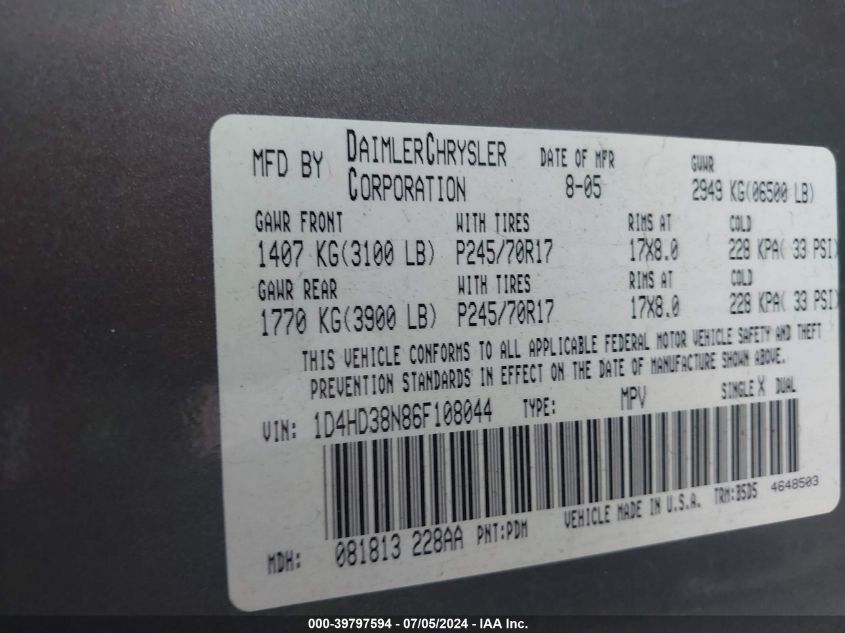 MFD BY DAIMLERCHRYSLER CORPORATION DATE OF MFR 8-05 GVWR 2949 KG(06500 LB)
GAWR FRONT WITH TIRES RIMS AT COLD
1407 KG(3100 LB) P245/70R17 17X8.0 228 KPA( 33 PSI)
GAWR REAR WITH TIRES RIMS AT COLD
1770 KG(3900 LB) P245/70R17 17X8.0 228 KPA( 33 PSI)
THIS VEHICLE CONFORMS TO ALL APPLICABLE FEDERAL MOTOR VEHICLE SAFETY AND THEFT
PREVENTION STANDARDS IN EFFECT ON THE DATE OF MANUFACTURE SHOWN ABOVE.
VIN: 1D4HD38N86F108044 TYPE: MPV SINGLE X DUAL
MDH: 081813 228AA PNT:PDM VEHICLE MADE IN U.S.A. TRM:B5D5 4648503
000-39797594 - 07/05/2024 - IAA Inc.